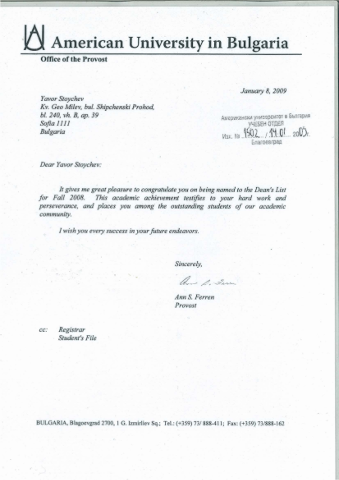 American University in Bulgaria
Office of the Provost
January 8, 2009
Yavor Stoychev
Kv. Geo Milev, bul. Shipchenski Prohod,
bl. 240, vh. B, ap. 39
Sofia 1111
Bulgaria
Американски университет в България
УЧЕБЕН ОТДЕЛ
Изх. № 1502 / 14.01. 2009г.
Благоевград
Dear Yavor Stoychev:
It gives me great pleasure to congratulate you on being named to the Dean's List
for Fall 2008. This academic achievement testifies to your hard work and
perseverance, and places you among the outstanding students of our academic
community.
I wish you every success in your future endeavors.
Sincerely,
Ann S. Ferren
Provost
cc: Registrar
Student's File
BULGARIA, Blagoevgrad 2700, 1 G. Izmirliev Sq.; Tel.: (+359) 73/ 888-411; Fax: (+359) 73/888-162